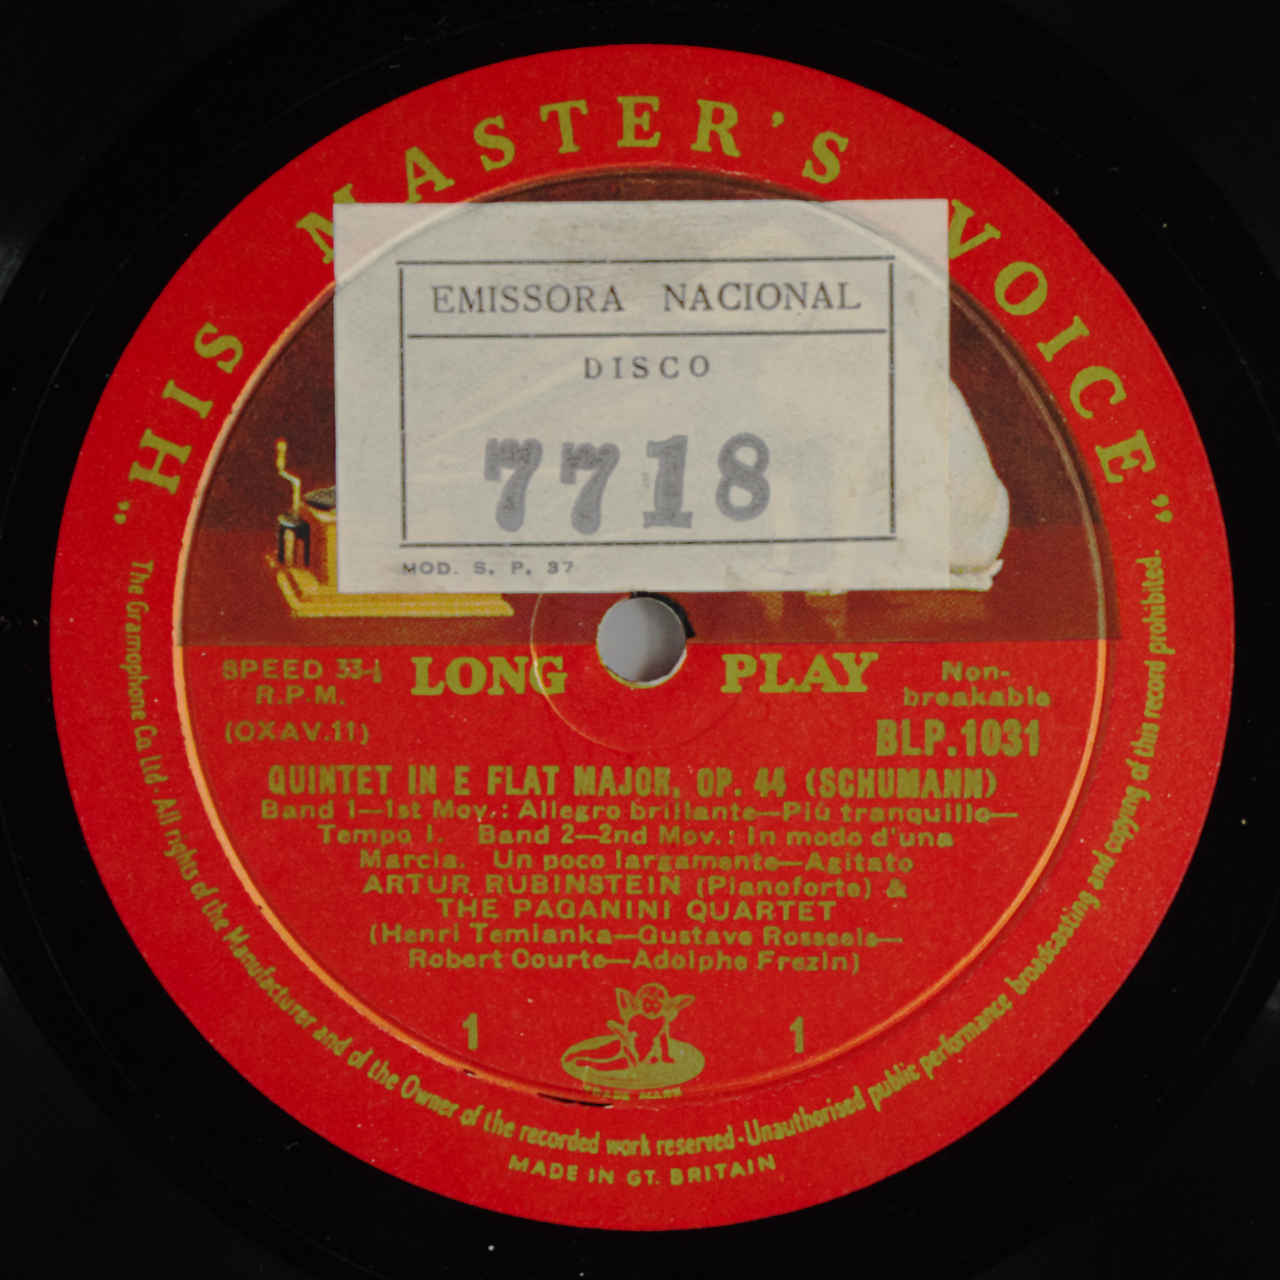 "HIS MASTER'S VOICE"
EMISSORA NACIONAL
DISCO
7718
MOD. S. P. 37
SPEED 33-⅓
R.P.M.
LONG PLAY
Non-
breakable
(OXAV.11)
BLP.1031
QUINTET IN E FLAT MAJOR, OP. 44 (SCHUMANN)
Band 1—1st Mov.: Allegro brillante—Più tranquillo—
Tempo I. Band 2—2nd Mov.: In modo d'una
Marcia. Un poco largamente—Agitato
ARTUR RUBINSTEIN (Pianoforte) &
THE PAGANINI QUARTET
(Henri Temianka—Gustave Rosseels—
Robert Courte—Adolphe Frezin)
1 1
TRADE MARK
The Gramophone Co. Ltd. All rights of the Manufacturer and of the Owner of the recorded work reserved · Unauthorised public performance, broadcasting and copying of this record prohibited.
MADE IN GT. BRITAIN